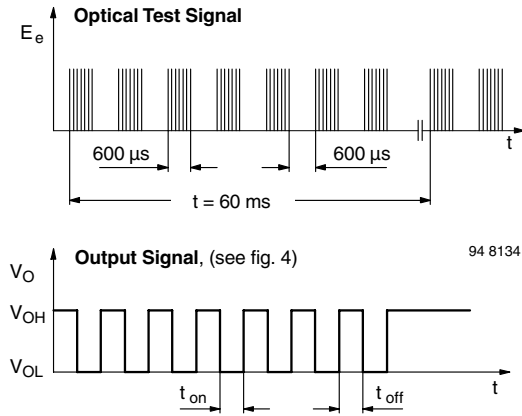 Optical Test Signal
E e
t
600 µs
600 µs
t = 60 ms
94 8134
Output Signal, (see fig. 4)
V O
V OH
V OL
t on
t off
t